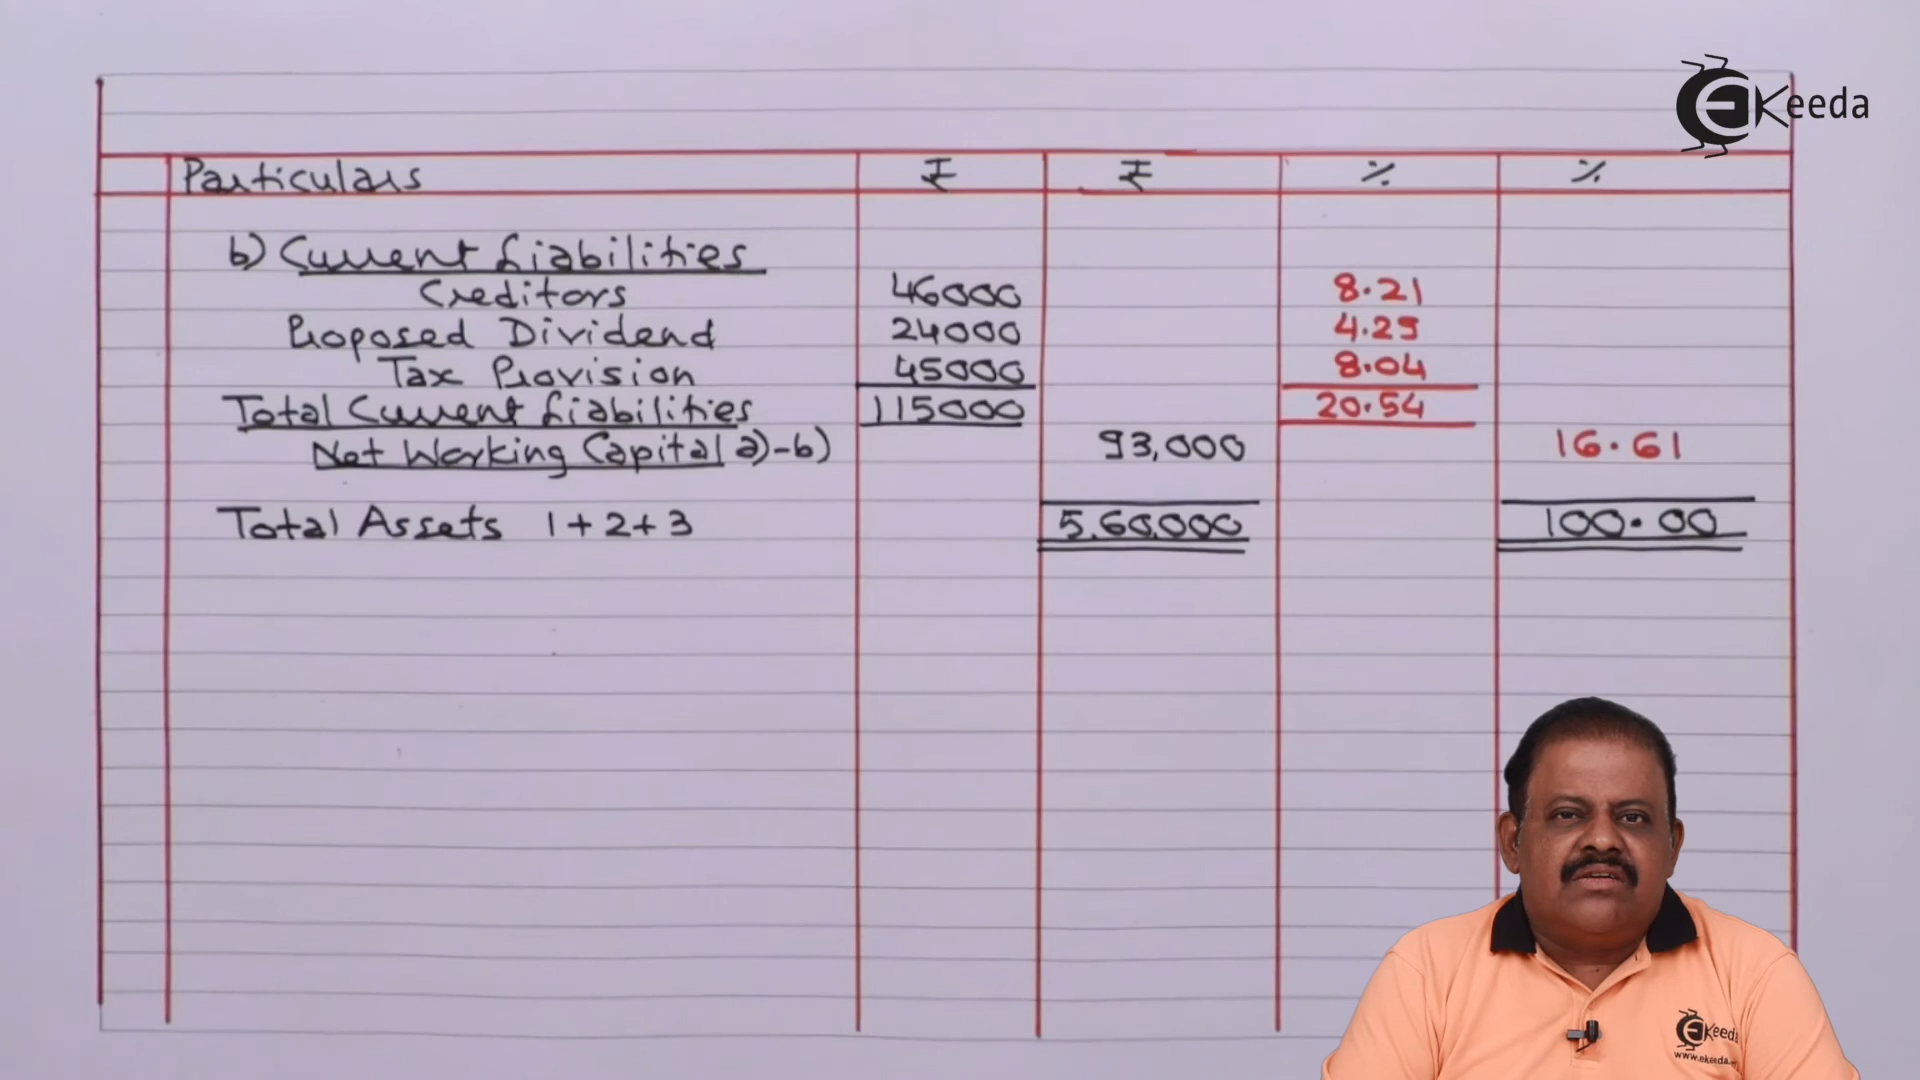 eKeeda
Particulars ₹ ₹ % %
b) Current Liabilities
Creditors 46000 8.21
Proposed Dividend 24000 4.29
Tax Provision 45000 8.04
Total Current Liabilities 115000 20.54
Net Working Capital a)-b) 93,000 16.61
Total Assets 1+2+3 5,60,000 100.00
eKeeda
www.ekeeda.